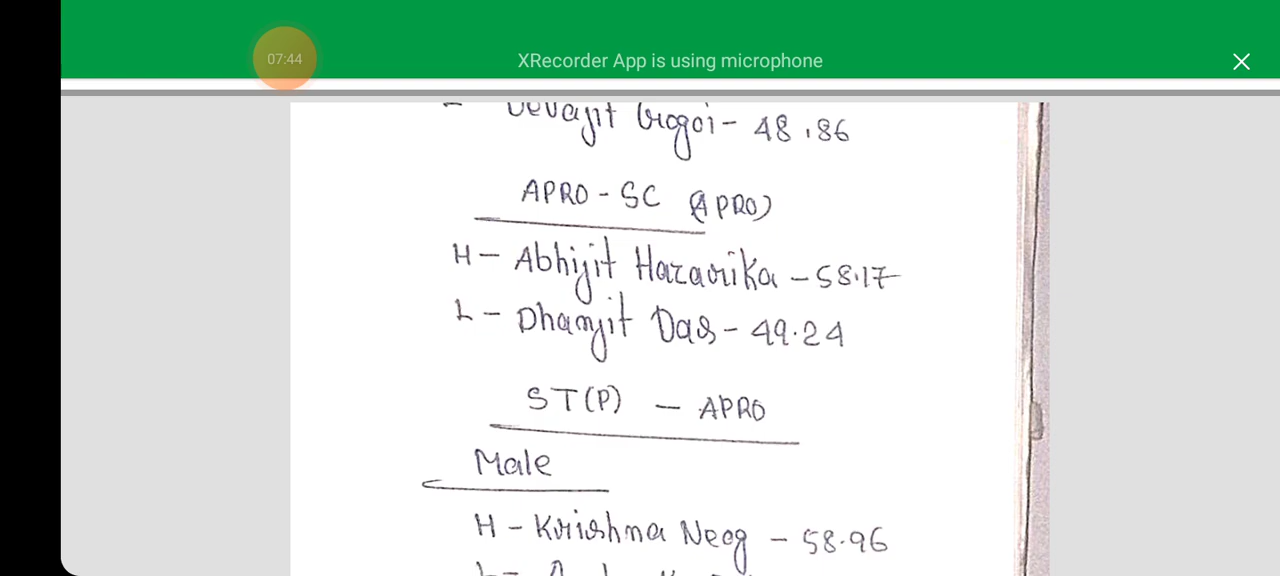 07:44
XRecorder App is using microphone
Devajit Gogoi - 48.86
APRO - SC (APRO)
H - Abhijit Hazarika - 58.17
L - Dhanjit Das - 49.24
ST(P) - APRO
Male
H - Krishna Neog - 58.96
L -